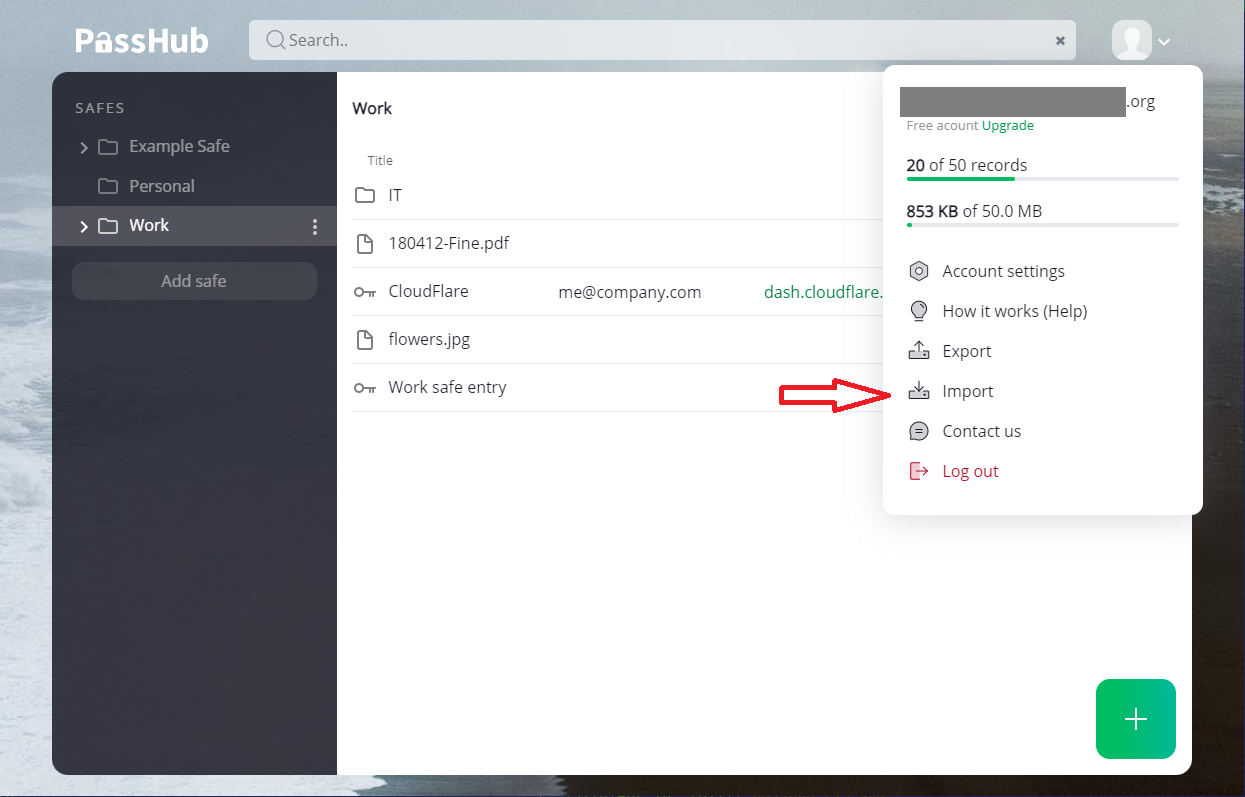 PassHub
Search..
SAFES
Example Safe
Personal
Work
Add safe
Work
Title
IT
180412-Fine.pdf
CloudFlare me@company.com dash.cloudflare.
flowers.jpg
Work safe entry
.org
Free acount Upgrade
20 of 50 records
853 KB of 50.0 MB
Account settings
How it works (Help)
Export
Import
Contact us
Log out